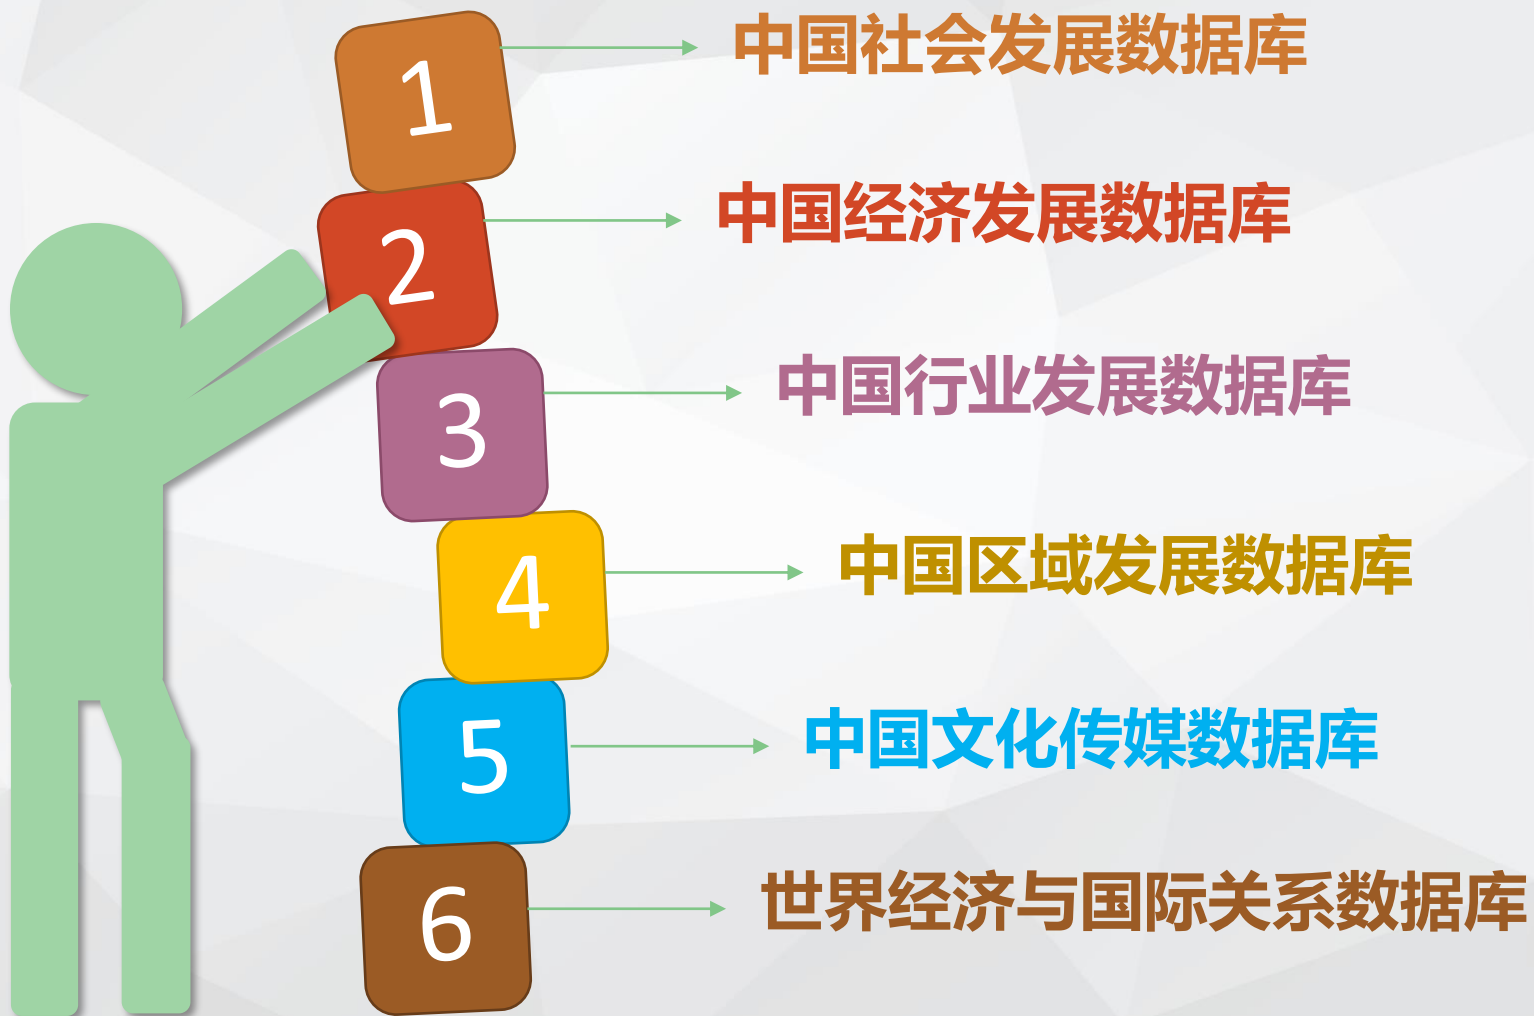 1
中国社会发展数据库
2
中国经济发展数据库
3
中国行业发展数据库
4
中国区域发展数据库
5
中国文化传媒数据库
6
世界经济与国际关系数据库